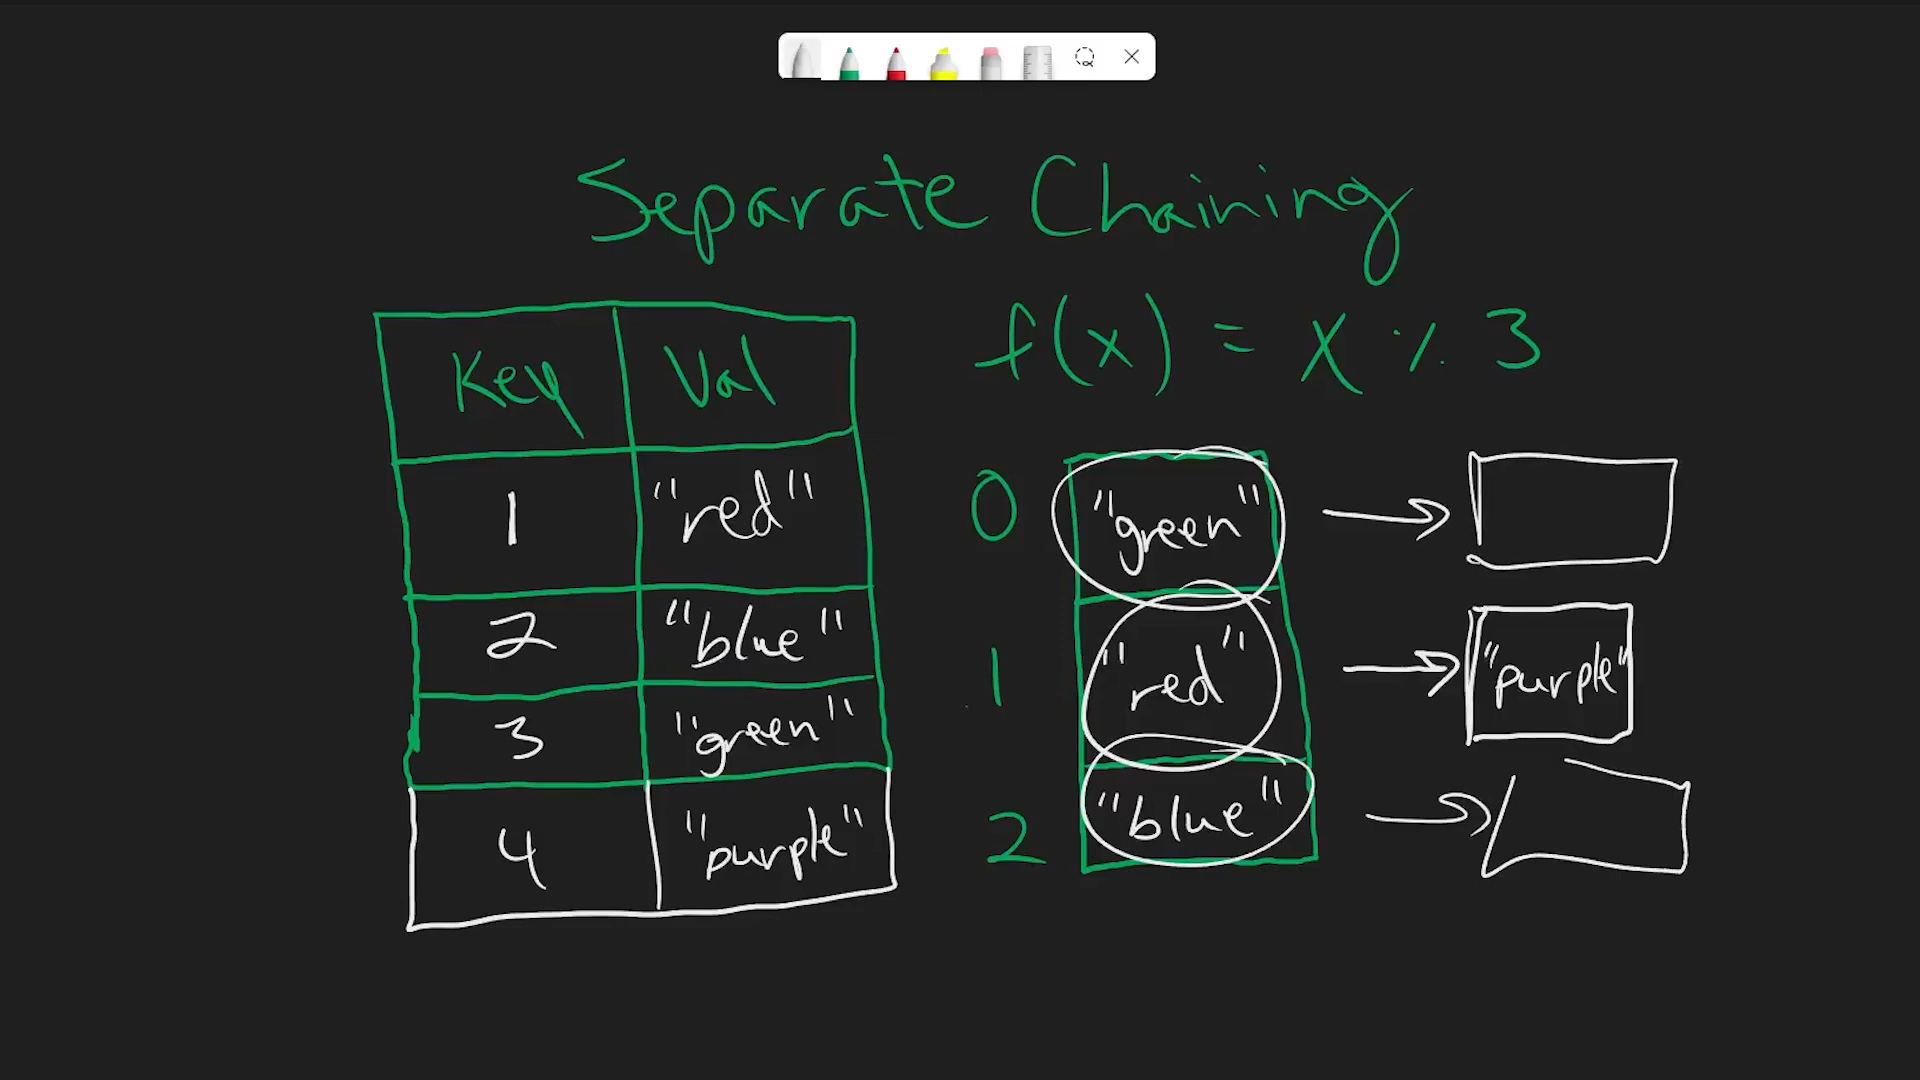 Separate Chaining
f(x) = x % 3
Key Val
1 "red"
2 "blue"
3 "green"
4 "purple"
0 "green"
1 "red" "purple"
2 "blue"